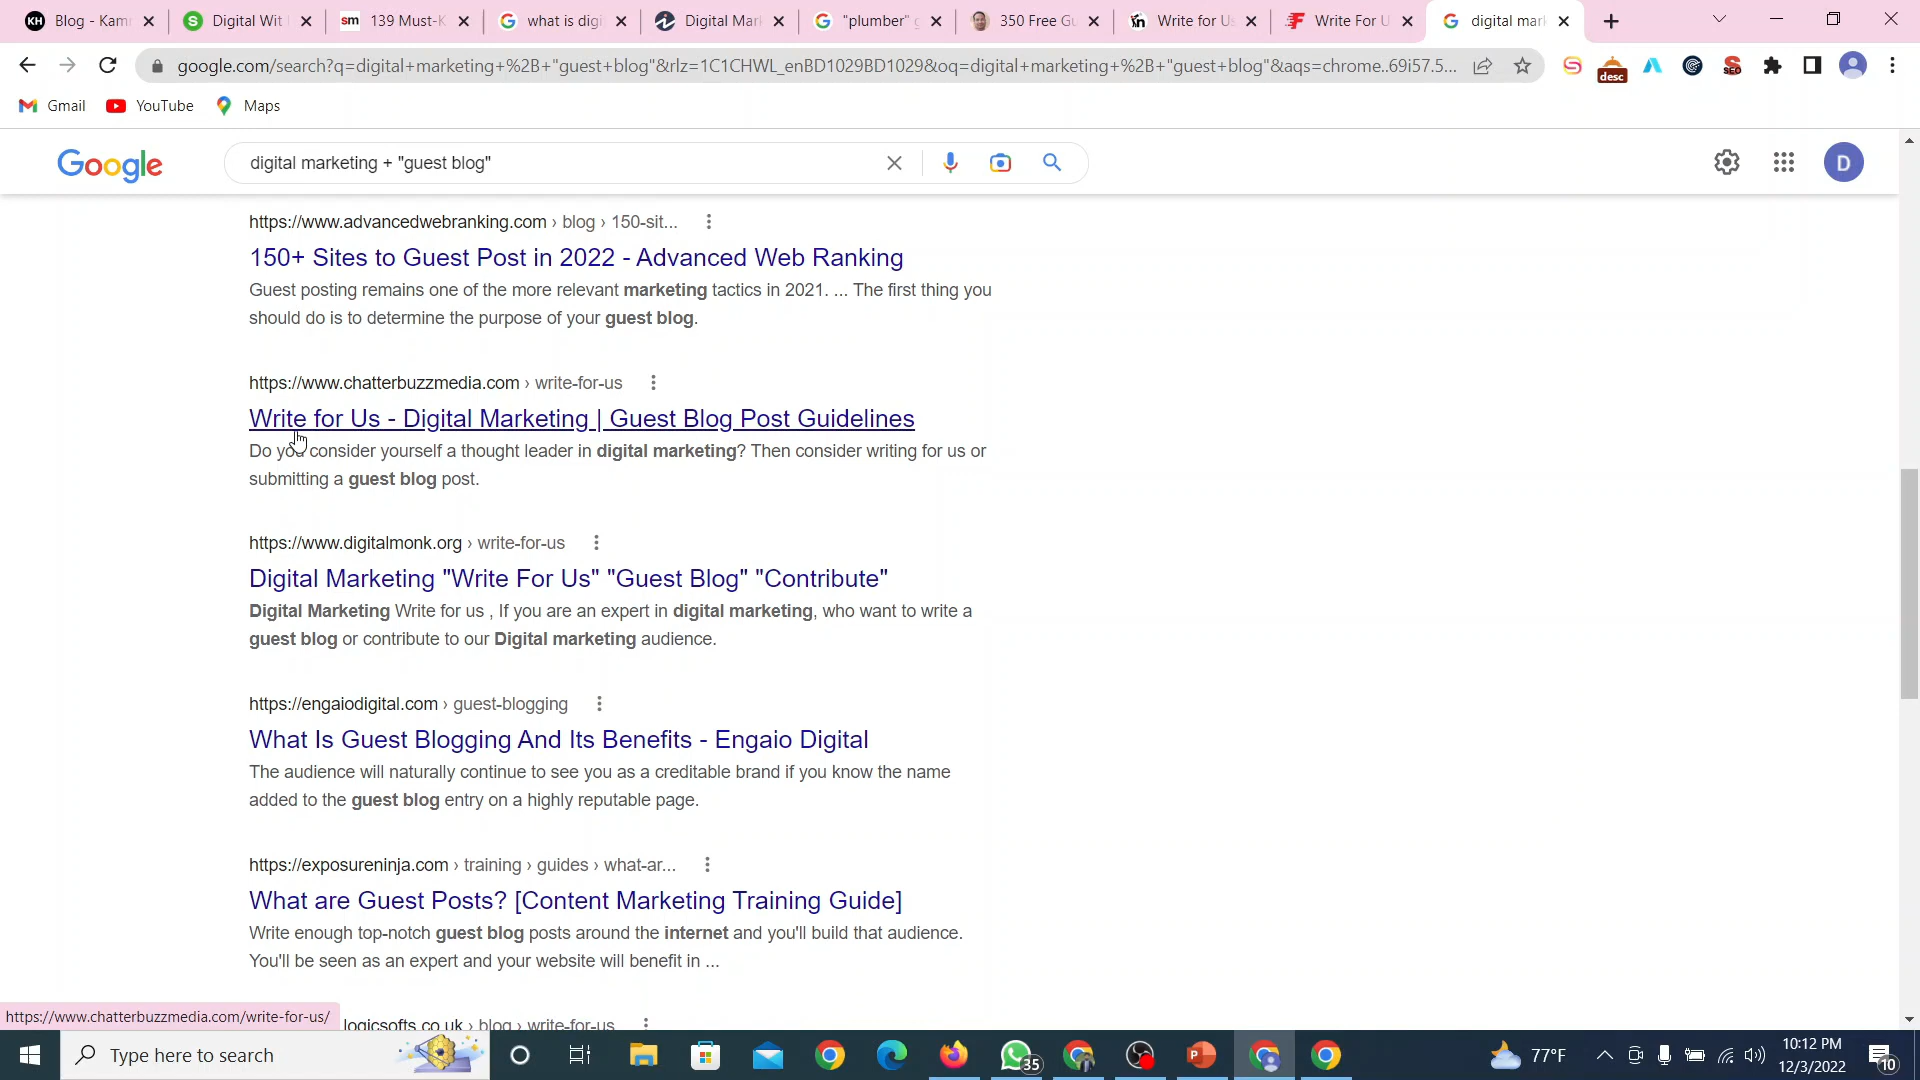 Blog - Kam
Digital Wit
sm 139 Must-K
what is digi
Digital Mar
"plumber" g
350 Free Gu
in Write for Us
Write For U
digital mar
google.com/search?q=digital+marketing+%2B+"guest+blog"&rlz=1C1CHWL_enBD1029BD1029&oq=digital+marketing+%2B+"guest+blog"&aqs=chrome..69i57.5...
desc
SEO
Gmail YouTube Maps
Google digital marketing + "guest blog" D
https://www.advancedwebranking.com › blog › 150-sit...
150+ Sites to Guest Post in 2022 - Advanced Web Ranking
Guest posting remains one of the more relevant marketing tactics in 2021. ... The first thing you
should do is to determine the purpose of your guest blog.
https://www.chatterbuzzmedia.com › write-for-us
Write for Us - Digital Marketing | Guest Blog Post Guidelines
Do you consider yourself a thought leader in digital marketing? Then consider writing for us or
submitting a guest blog post.
https://www.digitalmonk.org › write-for-us
Digital Marketing "Write For Us" "Guest Blog" "Contribute"
Digital Marketing Write for us , If you are an expert in digital marketing, who want to write a
guest blog or contribute to our Digital marketing audience.
https://engaiodigital.com › guest-blogging
What Is Guest Blogging And Its Benefits - Engaio Digital
The audience will naturally continue to see you as a creditable brand if you know the name
added to the guest blog entry on a highly reputable page.
https://exposureninja.com › training › guides › what-ar...
What are Guest Posts? [Content Marketing Training Guide]
Write enough top-notch guest blog posts around the internet and you'll build that audience.
You'll be seen as an expert and your website will benefit in ...
https://www.chatterbuzzmedia.com/write-for-us/
logicsofts.co.uk › blog › write-for-us
Type here to search
35
77°F
10:12 PM
12/3/2022
10